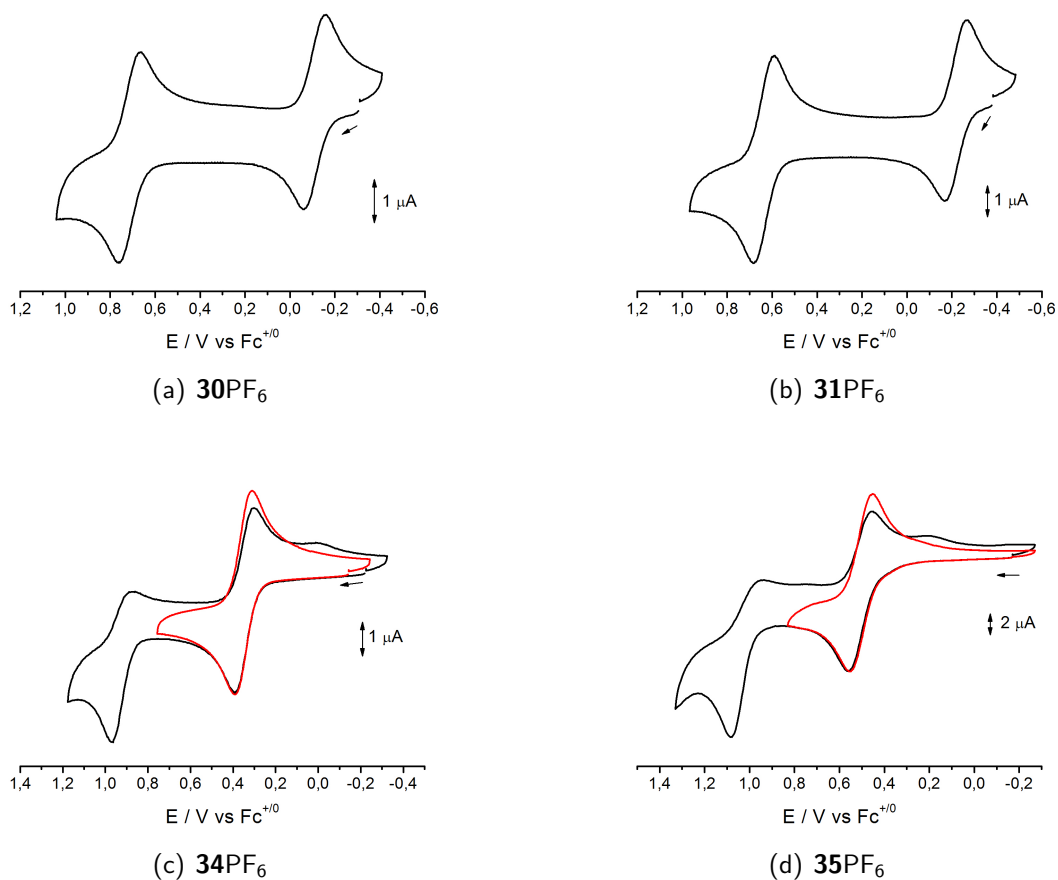 1 μA
1,2 1,0 0,8 0,6 0,4 0,2 0,0 -0,2 -0,4 -0,6
E / V vs Fc+/0
(a) 30PF6
1 μA
1,2 1,0 0,8 0,6 0,4 0,2 0,0 -0,2 -0,4 -0,6
E / V vs Fc+/0
(b) 31PF6
1 μA
1,4 1,2 1,0 0,8 0,6 0,4 0,2 0,0 -0,2 -0,4
E / V vs Fc+/0
(c) 34PF6
2 μA
1,4 1,2 1,0 0,8 0,6 0,4 0,2 0,0 -0,2
E / V vs Fc+/0
(d) 35PF6